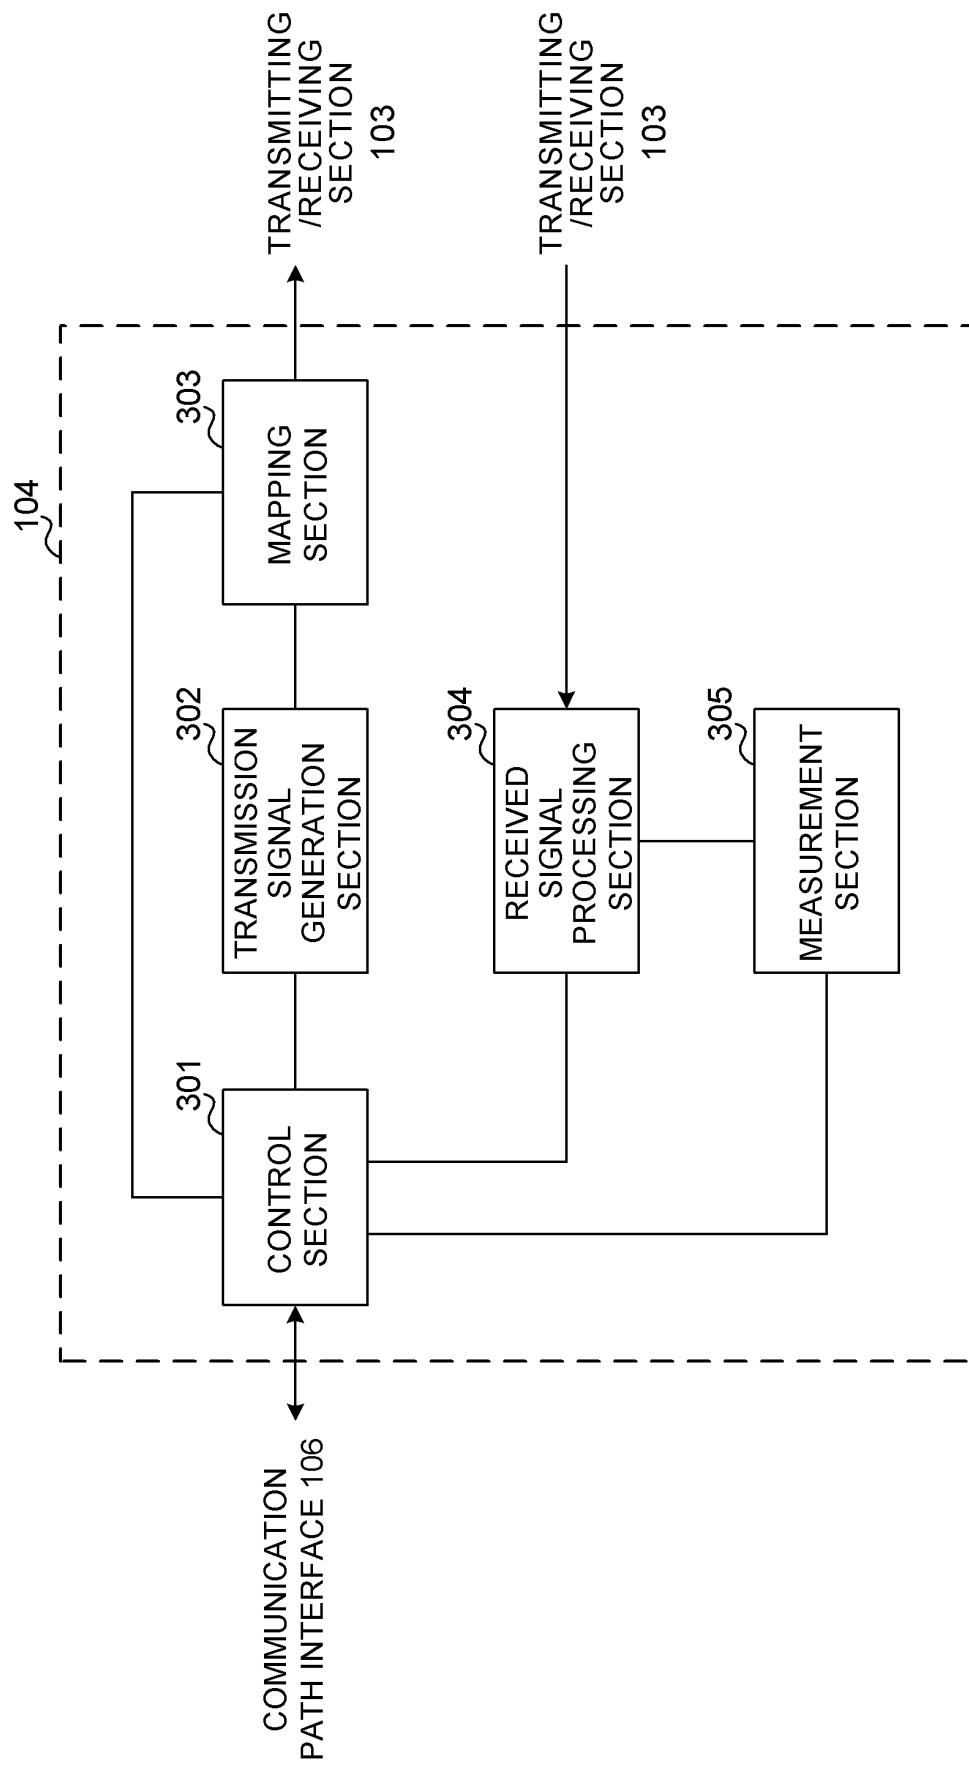 104
COMMUNICATION
PATH INTERFACE 106
301
CONTROL
SECTION
302
TRANSMISSION
SIGNAL
GENERATION
SECTION
303
MAPPING
SECTION
TRANSMITTING
/RECEIVING
SECTION
103
304
RECEIVED
SIGNAL
PROCESSING
SECTION
TRANSMITTING
/RECEIVING
SECTION
103
305
MEASUREMENT
SECTION